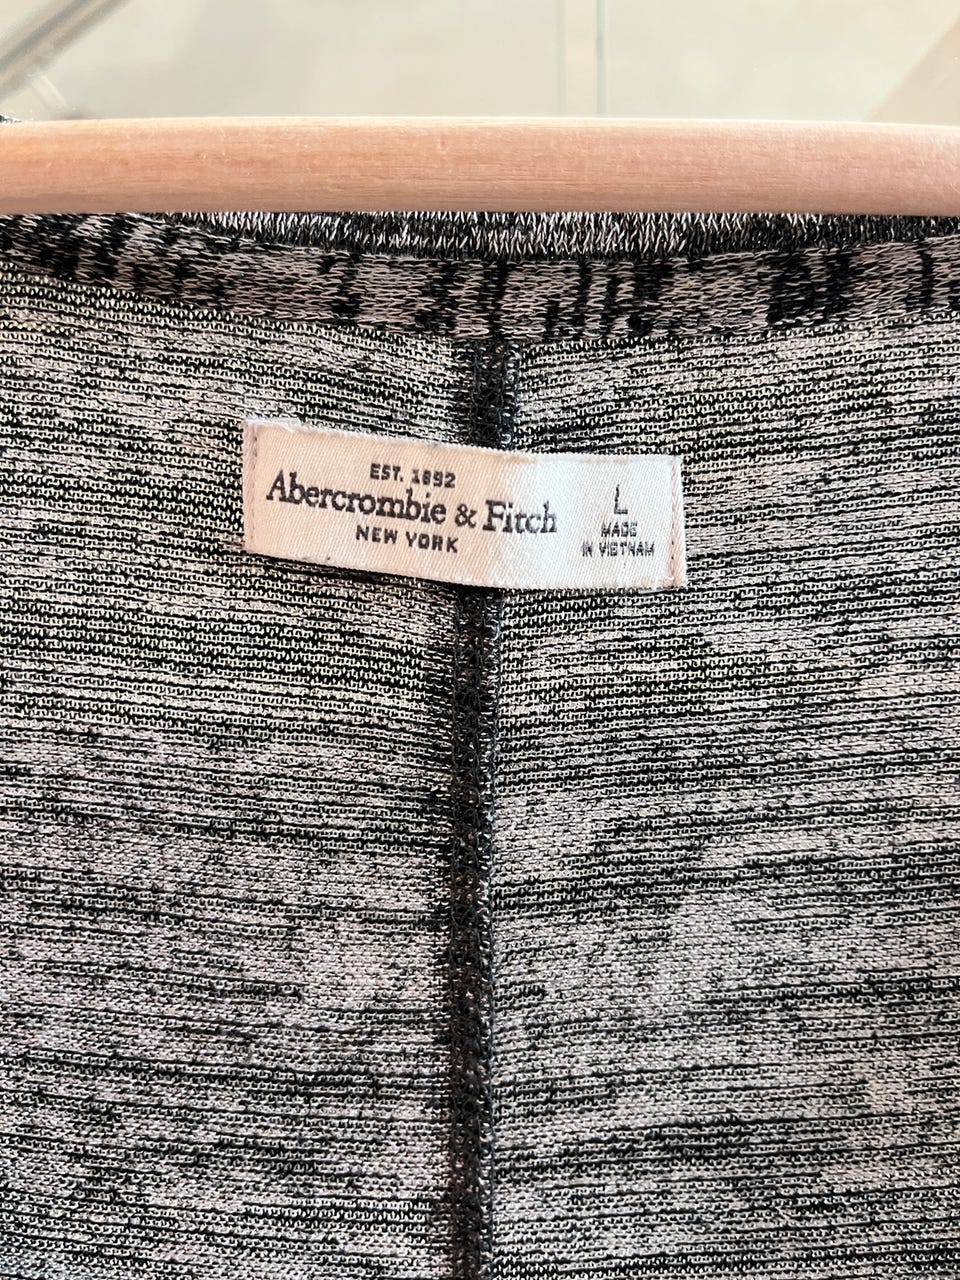 EST. 1892
Abercrombie & Fitch
NEW YORK
L
MADE
IN VIETNAM